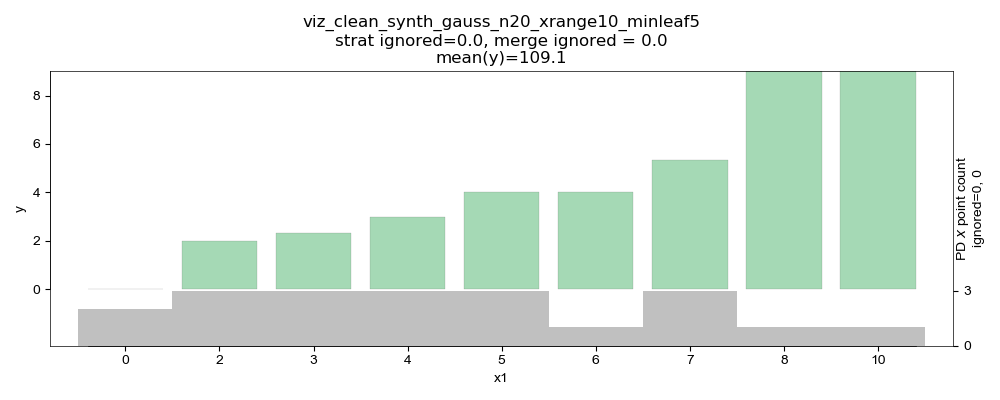 viz_clean_synth_gauss_n20_xrange10_minleaf5
strat ignored=0.0, merge ignored = 0.0
mean(y)=109.1
8
6
4
2
0
y
PD x point count
ignored=0, 0
3
0
0 2 3 4 5 6 7 8 10
x1